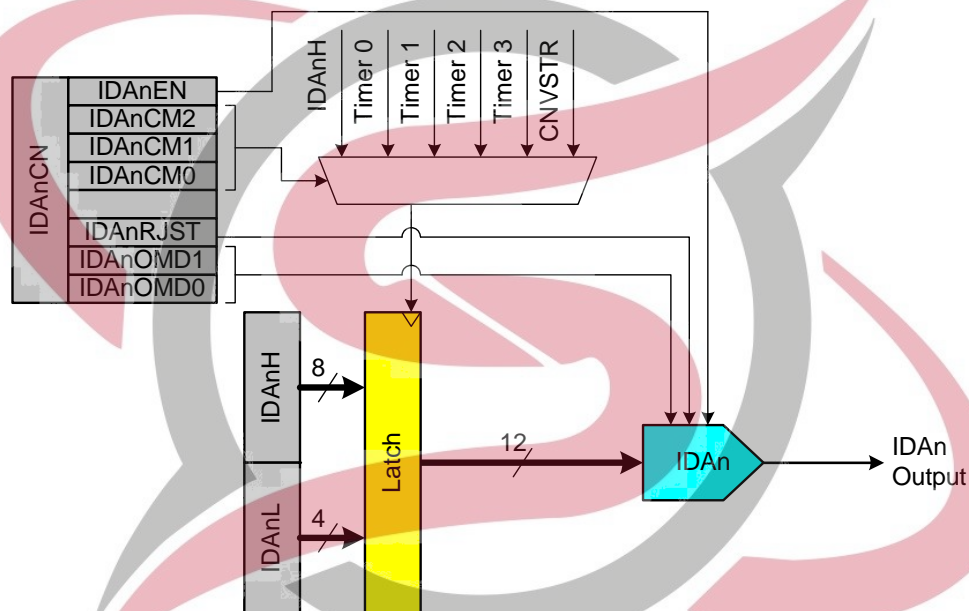 IDAnCN
IDAnEN
IDAnCM2
IDAnCM1
IDAnCM0
IDAnRJST
IDAnOMD1
IDAnOMD0
IDAnH
Timer 0
Timer 1
Timer 2
Timer 3
CNVSTR
IDAnH
IDAnL
8
4
Latch
12
IDAn
IDAn
Output